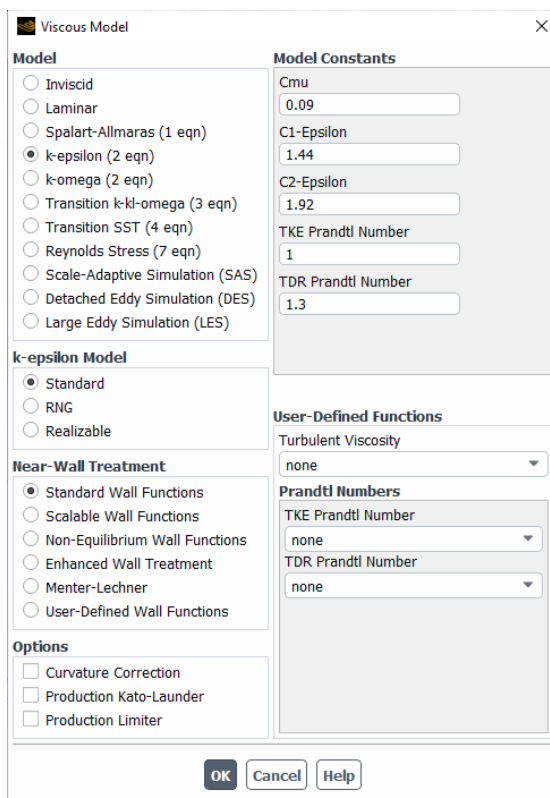 Viscous Model
Model
Inviscid
Laminar
Spalart-Allmaras (1 eqn)
k-epsilon (2 eqn)
k-omega (2 eqn)
Transition k-kl-omega (3 eqn)
Transition SST (4 eqn)
Reynolds Stress (7 eqn)
Scale-Adaptive Simulation (SAS)
Detached Eddy Simulation (DES)
Large Eddy Simulation (LES)
k-epsilon Model
Standard
RNG
Realizable
Near-Wall Treatment
Standard Wall Functions
Scalable Wall Functions
Non-Equilibrium Wall Functions
Enhanced Wall Treatment
Menter-Lechner
User-Defined Wall Functions
Options
Curvature Correction
Production Kato-Launder
Production Limiter
Model Constants
Cmu
0.09
C1-Epsilon
1.44
C2-Epsilon
1.92
TKE Prandtl Number
1
TDR Prandtl Number
1.3
User-Defined Functions
Turbulent Viscosity
none
Prandtl Numbers
TKE Prandtl Number
none
TDR Prandtl Number
none
OK
Cancel
Help